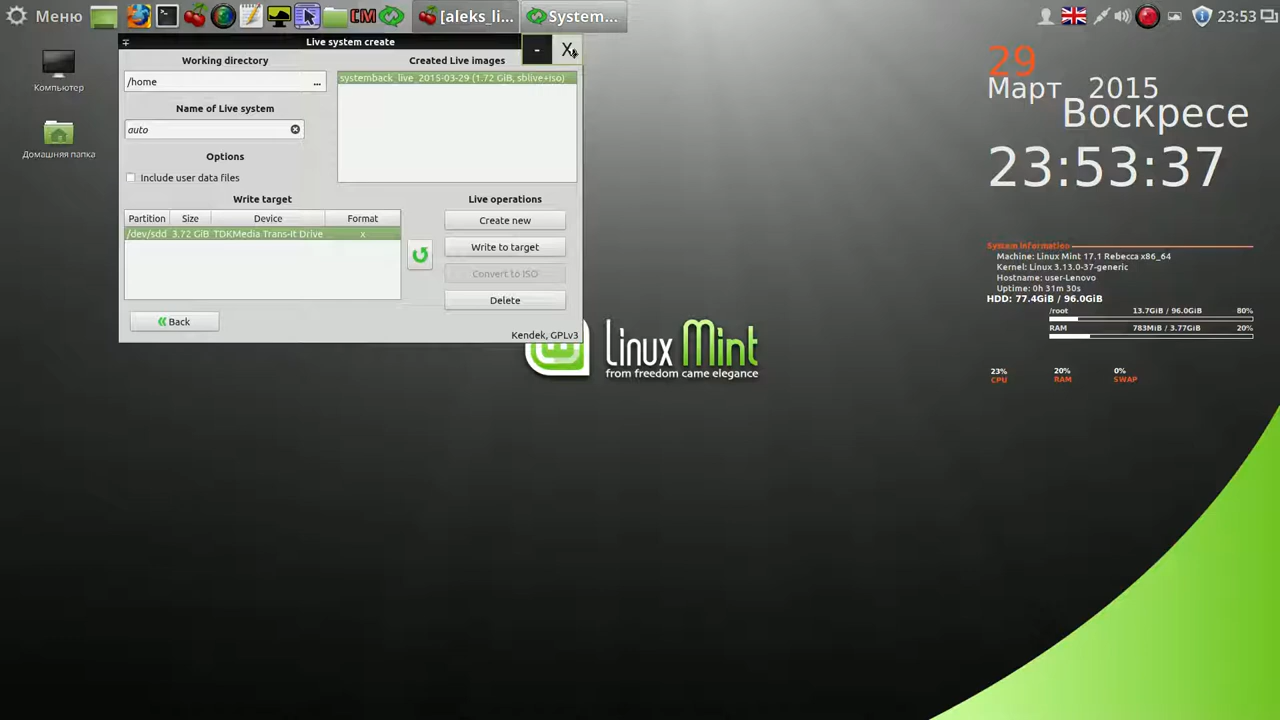 Меню
CM
[aleks_li...
System...
23:53
Компьютер
Домашняя папка
Live system create
-
X
Working directory
/home
...
Name of Live system
auto
Options
Include user data files
Write target
Partition Size Device Format
/dev/sdd 3.72 GiB TDKMedia Trans-It Drive x
Back
Created Live images
systemback_live_2015-03-29 (1.72 GiB, sblive+iso)
Live operations
Create new
Write to target
Convert to ISO
Delete
Kendek, GPLv3
Linux Mint
from freedom came elegance
29
Март 2015
Воскресе
23:53:37
System information
Machine: Linux Mint 17.1 Rebecca x86_64
Kernel: Linux 3.13.0-37-generic
Hostname: user-Lenovo
Uptime: 0h 31m 30s
HDD: 77.4GiB / 96.0GiB
/root 13.7GiB / 96.0GiB 80%
RAM 783MiB / 3.77GiB 20%
23% 20% 0%
CPU RAM SWAP